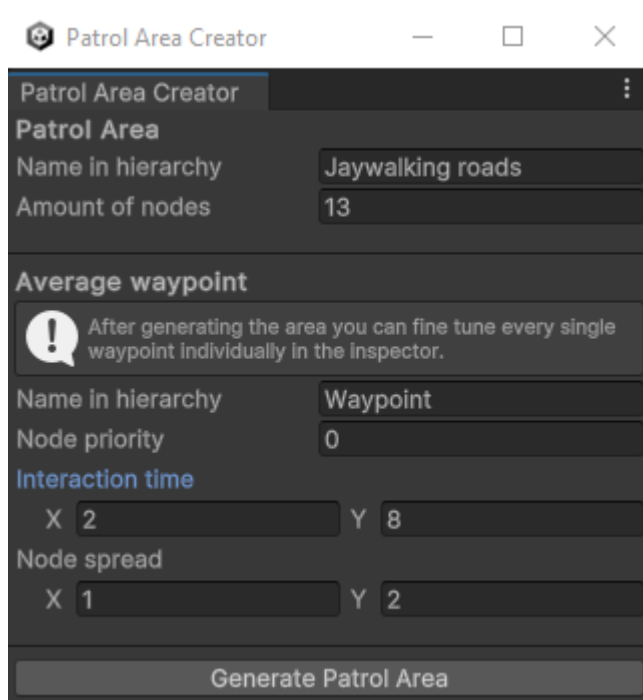 Patrol Area Creator
Patrol Area Creator
Patrol Area
Name in hierarchy Jaywalking roads
Amount of nodes 13
Average waypoint
After generating the area you can fine tune every single
waypoint individually in the inspector.
Name in hierarchy Waypoint
Node priority 0
Interaction time
X 2 Y 8
Node spread
X 1 Y 2
Generate Patrol Area